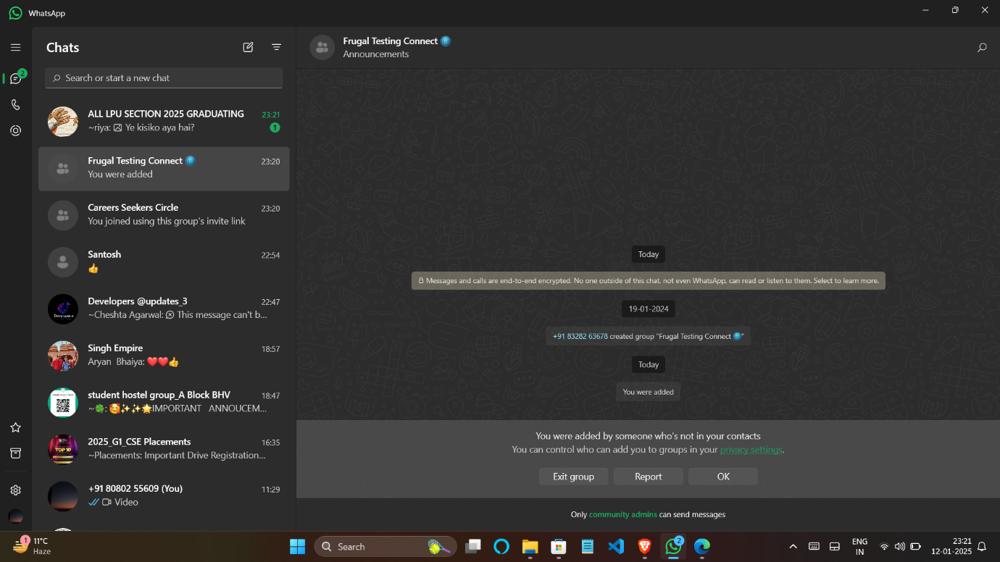 WhatsApp
Chats
Search or start a new chat
2
ALL LPU SECTION 2025 GRADUATING
23:21
~riya: Ye kisiko aya hai?
1
Frugal Testing Connect 🌐
23:20
You were added
Careers Seekers Circle
23:20
You joined using this group's invite link
Santosh
22:54
👍
Developers @updates_3
22:47
~Cheshta Agarwal: This message can't b...
Singh Empire
18:57
Aryan Bhaiya: ❤️❤️👍
student hostel group_A Block BHV
18:47
~🍀: 🥰✨✨🌟IMPORTANT ANNOUCEM...
2025_G1_CSE Placements
16:35
~Placements: Important Drive Registration...
+91 80802 55609 (You)
11:29
Video
Frugal Testing Connect 🌐
Announcements
Today
Messages and calls are end-to-end encrypted. No one outside of this chat, not even WhatsApp, can read or listen to them. Select to learn more.
19-01-2024
+91 83282 63678 created group "Frugal Testing Connect 🌐"
Today
You were added
You were added by someone who's not in your contacts
You can control who can add you to groups in your privacy settings.
Exit group
Report
OK
Only community admins can send messages
1
11°C
Haze
Search
2
ENG
IN
23:21
12-01-2025